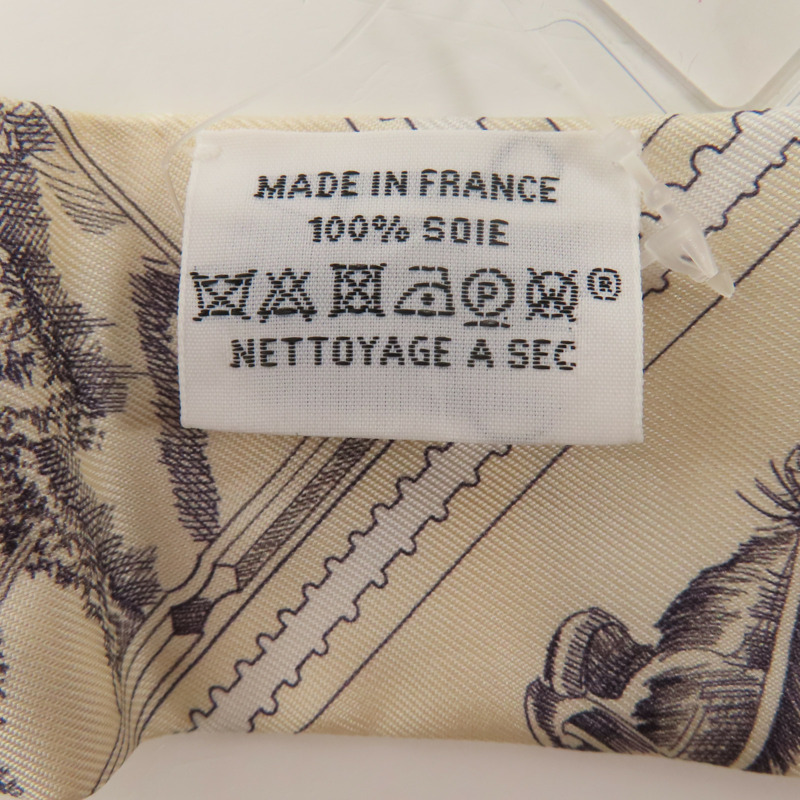 MADE IN FRANCE
100% SOIE
P ®
NETTOYAGE A SEC